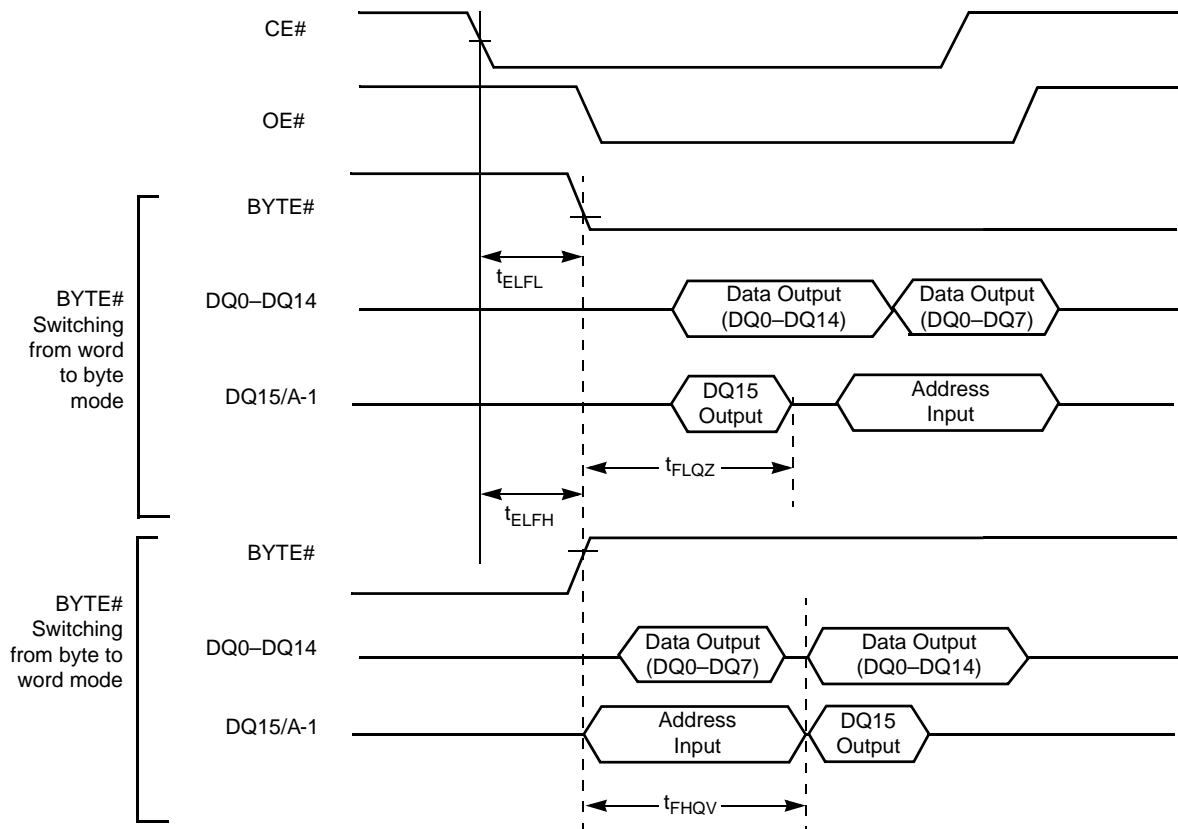 CE#
OE#
BYTE#
tELFL
BYTE#
Switching
from word
to byte
mode
DQ0–DQ14
Data Output
(DQ0–DQ14)
Data Output
(DQ0–DQ7)
DQ15/A-1
DQ15
Output
Address
Input
tFLQZ
tELFH
BYTE#
BYTE#
Switching
from byte to
word mode
DQ0–DQ14
Data Output
(DQ0–DQ7)
Data Output
(DQ0–DQ14)
DQ15/A-1
Address
Input
DQ15
Output
tFHQV